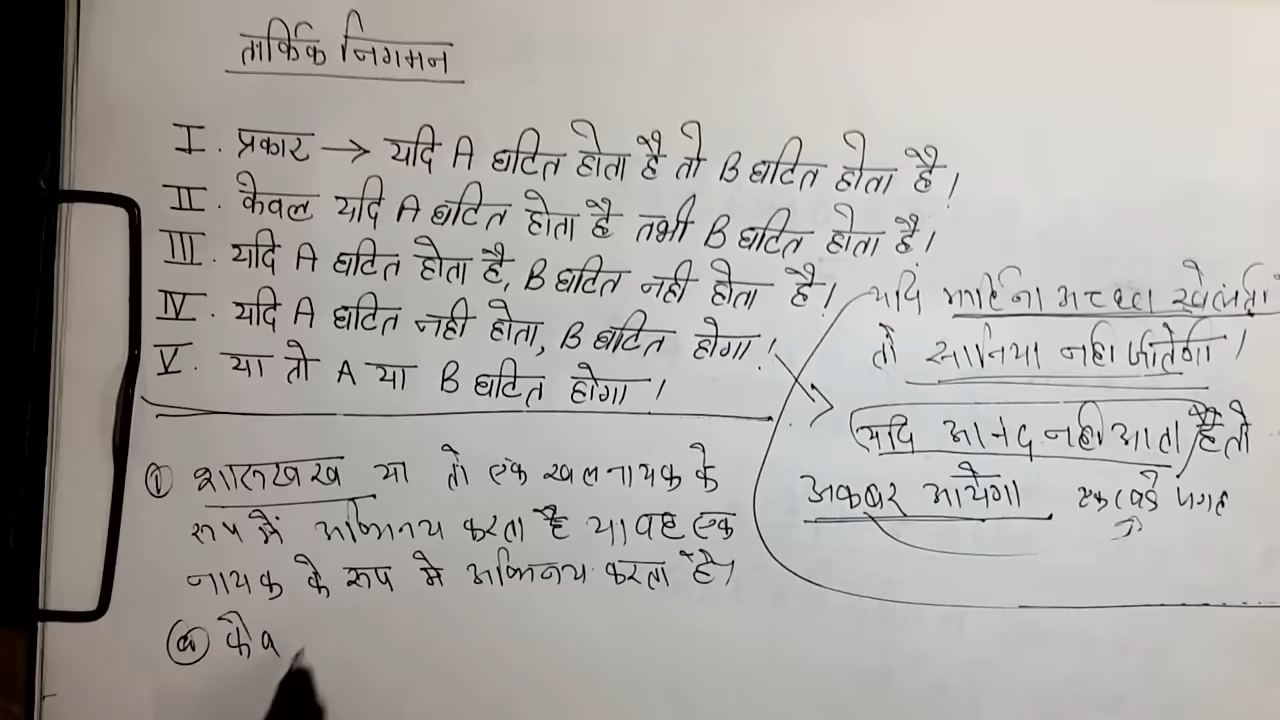 तार्किक निगमन
I. प्रकार → यदि A घटित होता है तो B घटित होता है।
II. केवल यदि A घटित होता है तभी B घटित होता है।
III. यदि A घटित होता है, B घटित नही होता है।
IV. यदि A घटित नही होता, B घटित होगा।
V. या तो A या B घटित होगा।
यदि मार्टिना अच्छा खेलती
तो सानिया नही जीतेगी।
यदि आनंद नही आता है तो
अकबर आयेगा
① शाहरूख या तो एक खलनायक के
रूप में अभिनय करता है या वह एक
नायक के रूप मे अभिनय करता है।